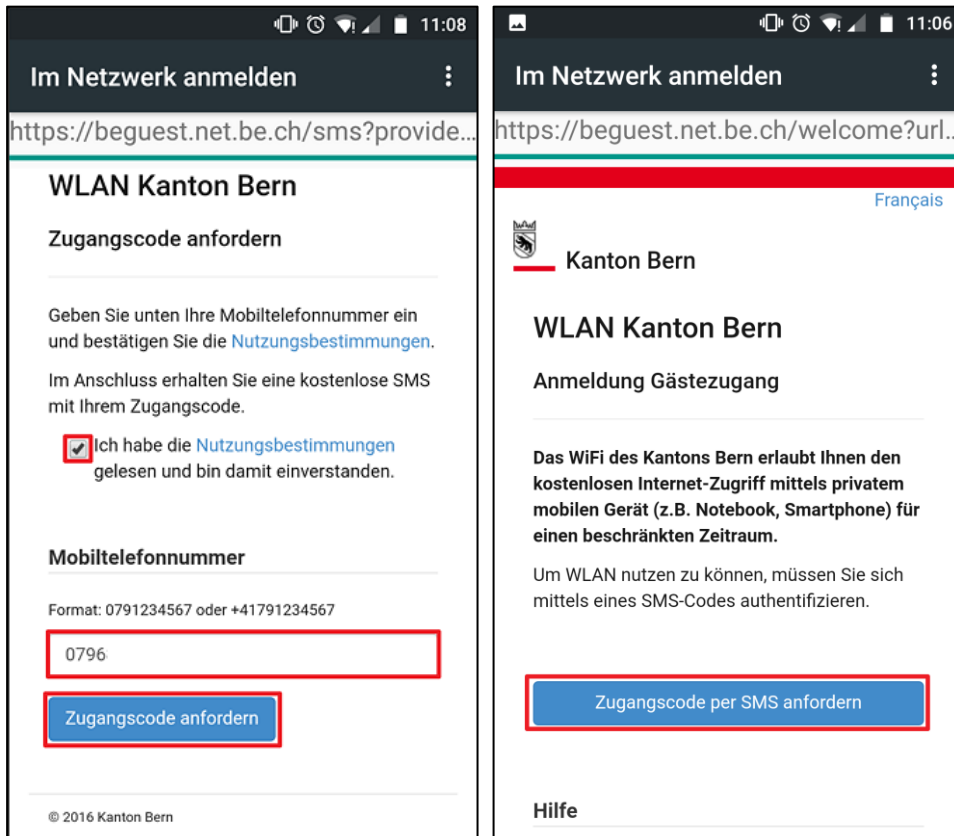 11:08
Im Netzwerk anmelden
https://beguest.net.be.ch/sms?provide...
WLAN Kanton Bern
Zugangscode anfordern
Geben Sie unten Ihre Mobiltelefonnummer ein
und bestätigen Sie die Nutzungsbestimmungen.
Im Anschluss erhalten Sie eine kostenlose SMS
mit Ihrem Zugangscode.
Ich habe die Nutzungsbestimmungen
gelesen und bin damit einverstanden.
Mobiltelefonnummer
Format: 0791234567 oder +41791234567
0796
Zugangscode anfordern
© 2016 Kanton Bern
11:06
Im Netzwerk anmelden
https://beguest.net.be.ch/welcome?url...
Français
Kanton Bern
WLAN Kanton Bern
Anmeldung Gästezugang
Das WiFi des Kantons Bern erlaubt Ihnen den
kostenlosen Internet-Zugriff mittels privatem
mobilen Gerät (z.B. Notebook, Smartphone) für
einen beschränkten Zeitraum.
Um WLAN nutzen zu können, müssen Sie sich
mittels eines SMS-Codes authentifizieren.
Zugangscode per SMS anfordern
Hilfe